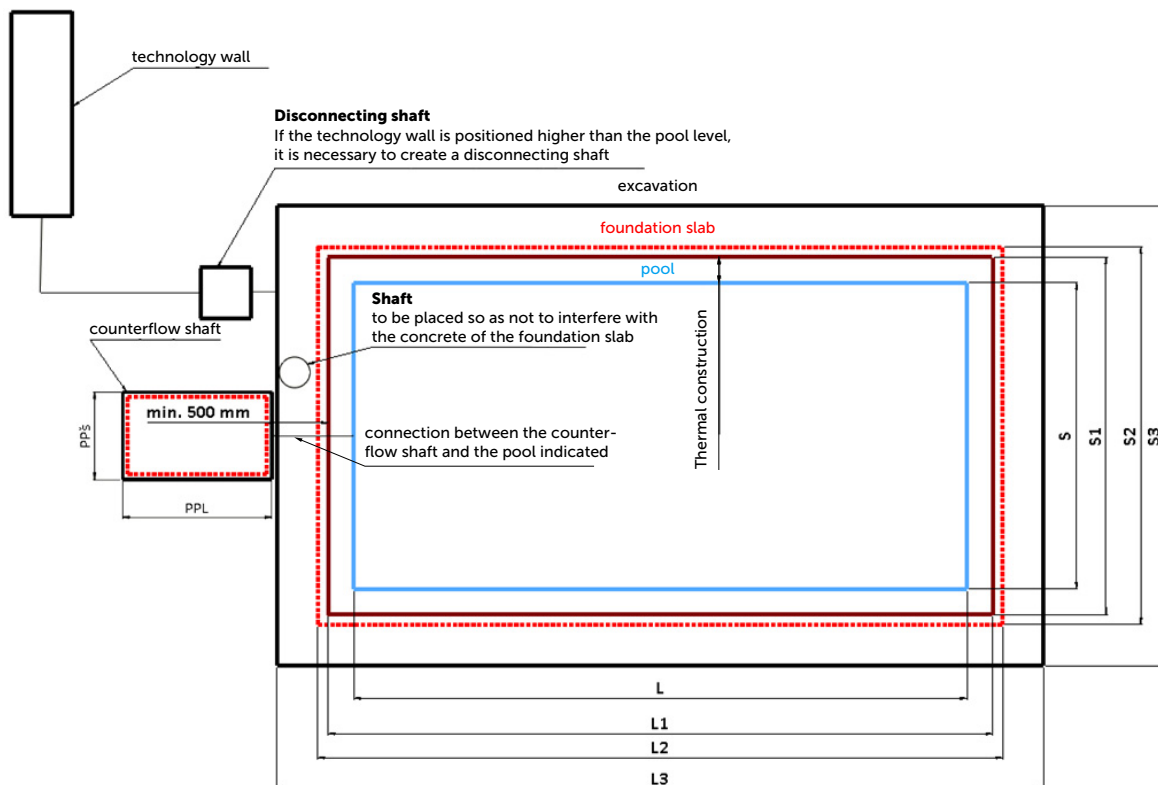 technology wall
Disconnecting shaft
If the technology wall is positioned higher than the pool level,
it is necessary to create a disconnecting shaft
excavation
foundation slab
pool
Shaft
to be placed so as not to interfere with
the concrete of the foundation slab
counterflow shaft
min. 500 mm
connection between the counter-
flow shaft and the pool indicated
Thermal construction
PPŠ
PPL
S
S1
S2
S3
L
L1
L2
L3